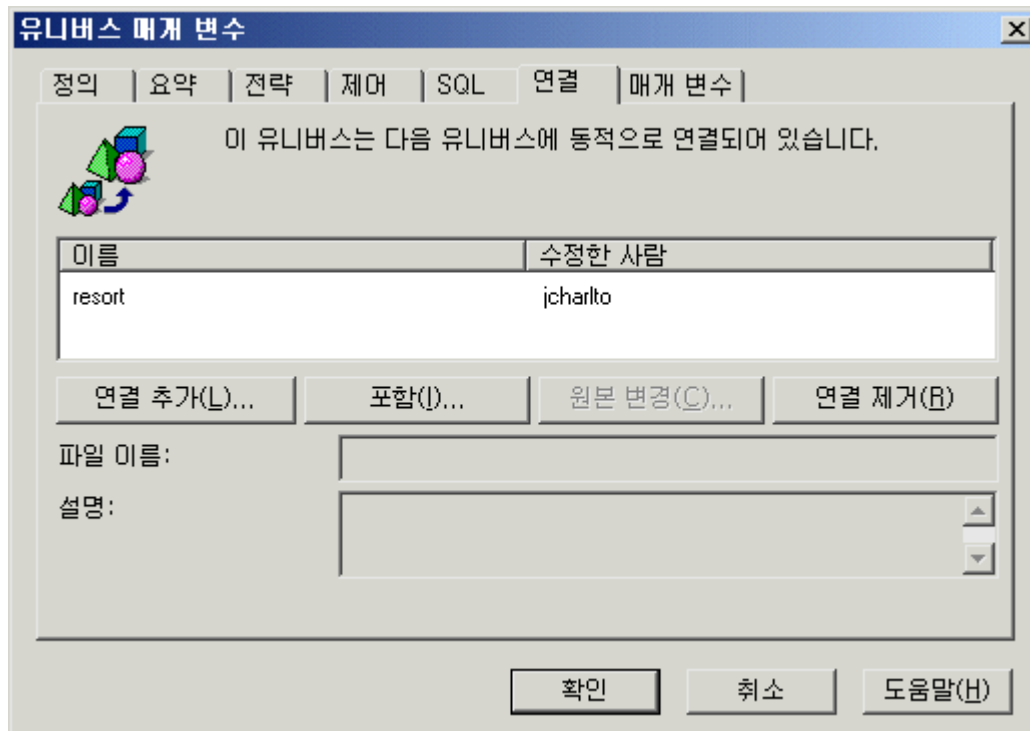 유니버스 매개 변수
정의 요약 전략 제어 SQL 연결 매개 변수
이 유니버스는 다음 유니버스에 동적으로 연결되어 있습니다.
이름 수정한 사람
resort jcharlto
연결 추가(L)... 포함(I)... 원본 변경(C)... 연결 제거(R)
파일 이름:
설명:
확인 취소 도움말(H)